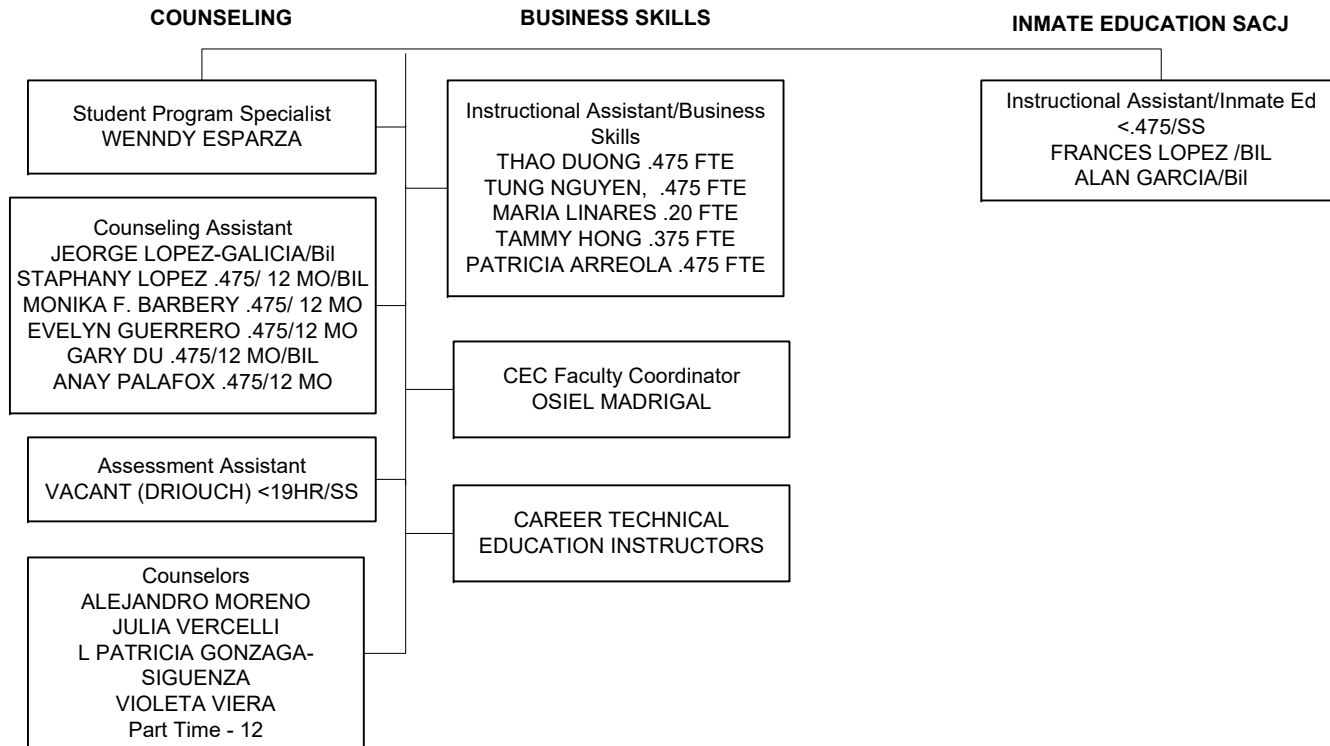 COUNSELING
BUSINESS SKILLS
INMATE EDUCATION SACJ
Student Program Specialist
WENNDY ESPARZA
Counseling Assistant
JEORGE LOPEZ-GALICIA/Bil
STAPHANY LOPEZ .475/ 12 MO/BIL
MONIKA F. BARBERY .475/ 12 MO
EVELYN GUERRERO .475/12 MO
GARY DU .475/12 MO/BIL
ANAY PALAFOX .475/12 MO
Assessment Assistant
VACANT (DRIOUCH) <19HR/SS
Counselors
ALEJANDRO MORENO
JULIA VERCELLI
L PATRICIA GONZAGA-
SIGUENZA
VIOLETA VIERA
Part Time - 12
Instructional Assistant/Business
Skills
THAO DUONG .475 FTE
TUNG NGUYEN,  .475 FTE
MARIA LINARES .20 FTE
TAMMY HONG .375 FTE
PATRICIA ARREOLA .475 FTE
CEC Faculty Coordinator
OSIEL MADRIGAL
CAREER TECHNICAL
EDUCATION INSTRUCTORS
Instructional Assistant/Inmate Ed
<.475/SS
FRANCES LOPEZ /BIL
ALAN GARCIA/Bil